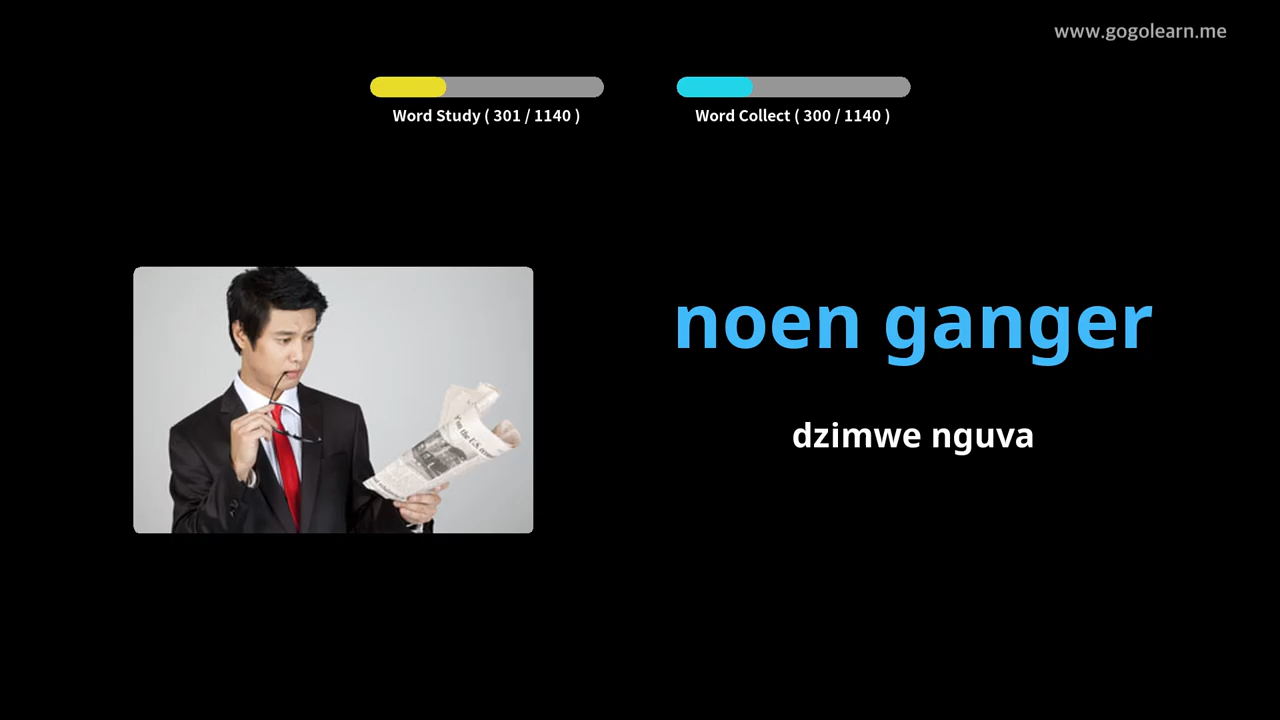 www.gogolearn.me
Word Study ( 301 / 1140 )
Word Collect ( 300 / 1140 )
noen ganger
dzimwe nguva